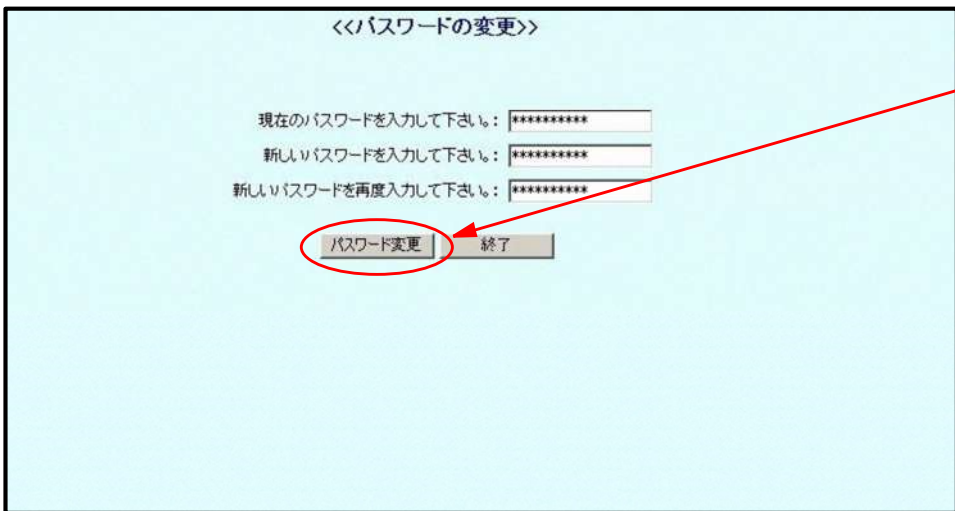 <<パスワードの変更>>
現在のパスワードを入力して下さい。: **********
新しいパスワードを入力して下さい。: **********
新しいパスワードを再度入力して下さい。: **********
パスワード変更 終了